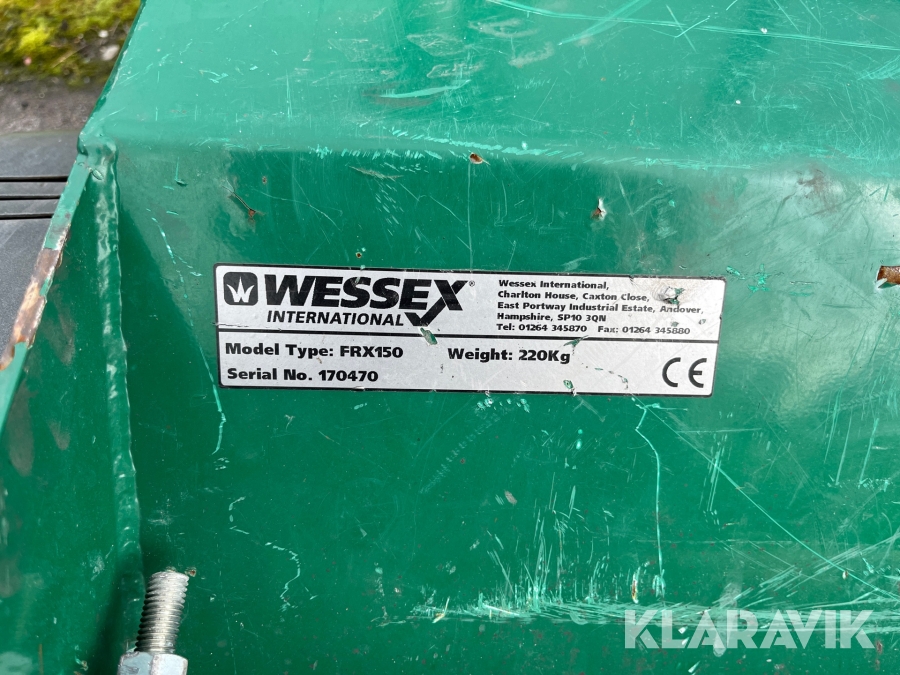 WESSEX®
INTERNATIONAL
Wessex International,
Charlton House, Caxton Close,
East Portway Industrial Estate, Andover,
Hampshire, SP10 3QN
Tel: 01264 345870 Fax: 01264 345880
Model Type: FRX150 Weight: 220Kg
Serial No. 170470
CE
KLARAVIK